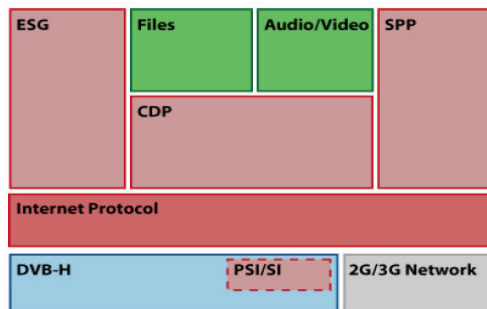 ESG
Files
Audio/Video
SPP
CDP
Internet Protocol
DVB-H
PSI/SI
2G/3G Network